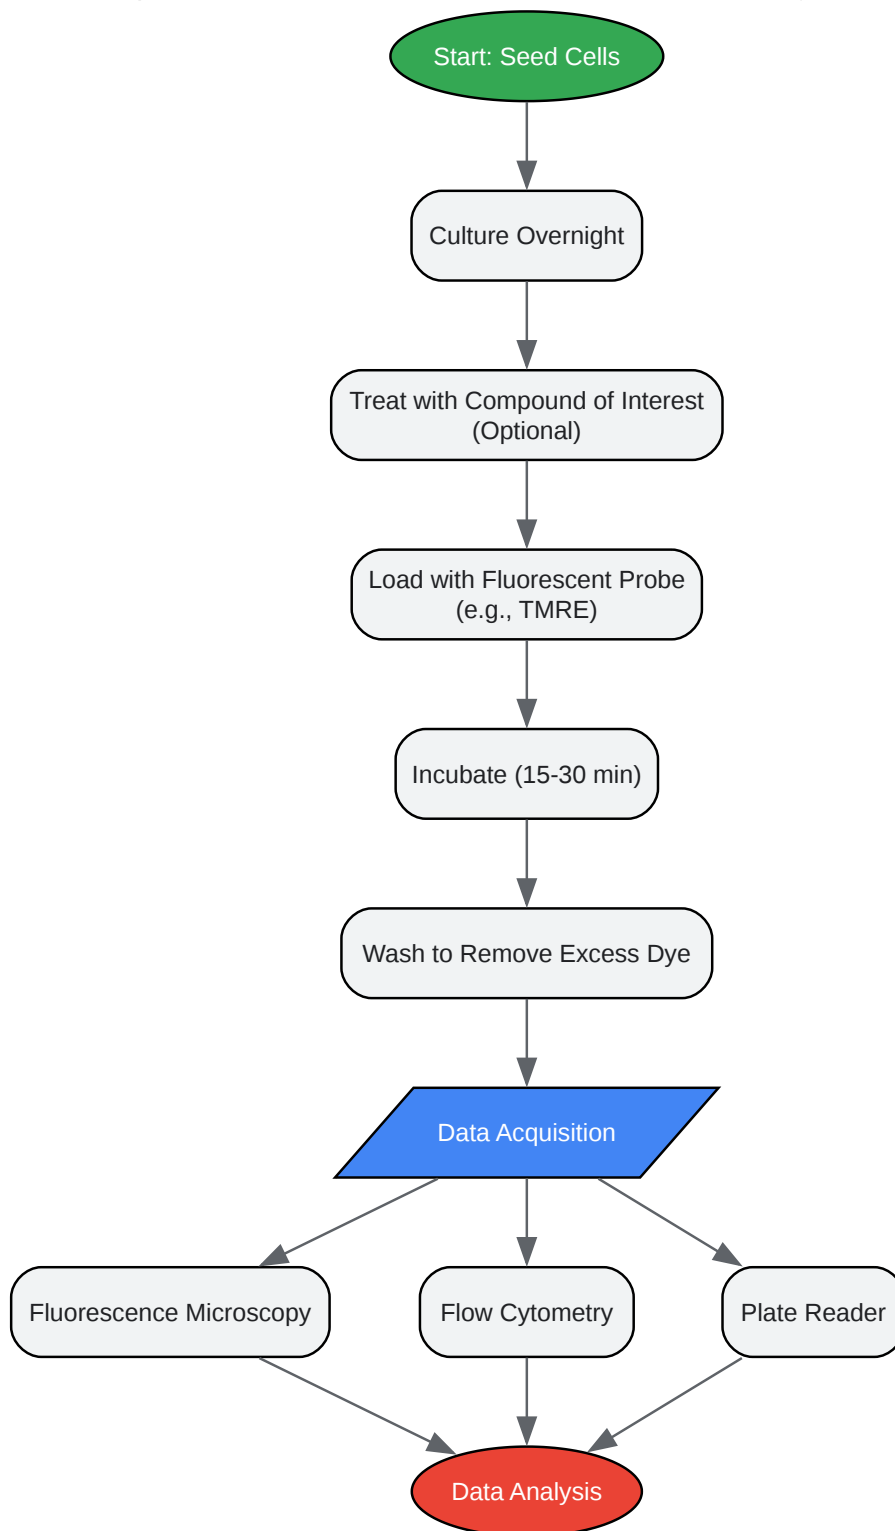 Start: Seed Cells
Culture Overnight
Treat with Compound of Interest
(Optional)
Load with Fluorescent Probe
(e.g., TMRE)
Incubate (15-30 min)
Wash to Remove Excess Dye
Data Acquisition
Fluorescence Microscopy
Flow Cytometry
Plate Reader
Data Analysis